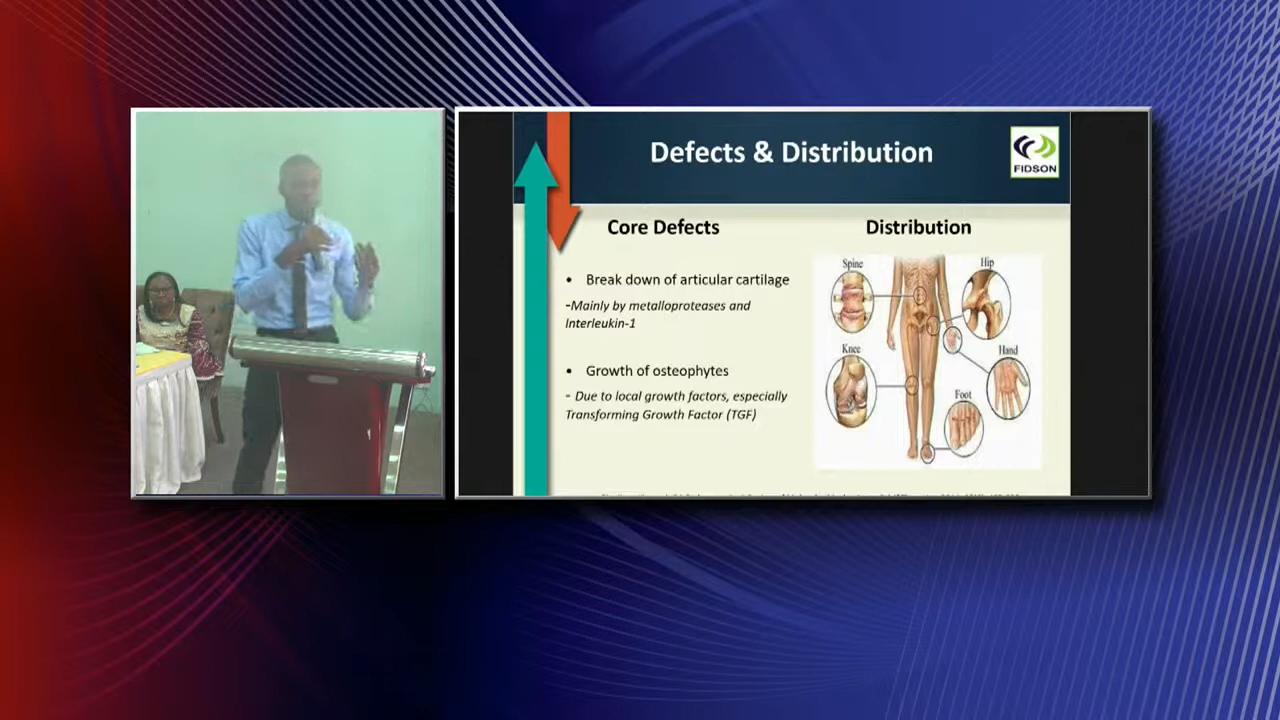 Defects & Distribution
FIDSON
Core Defects
• Break down of articular cartilage
-Mainly by metalloproteases and
Interleukin-1
• Growth of osteophytes
- Due to local growth factors, especially
Transforming Growth Factor (TGF)
Distribution
Spine
Hip
Knee
Hand
Foot